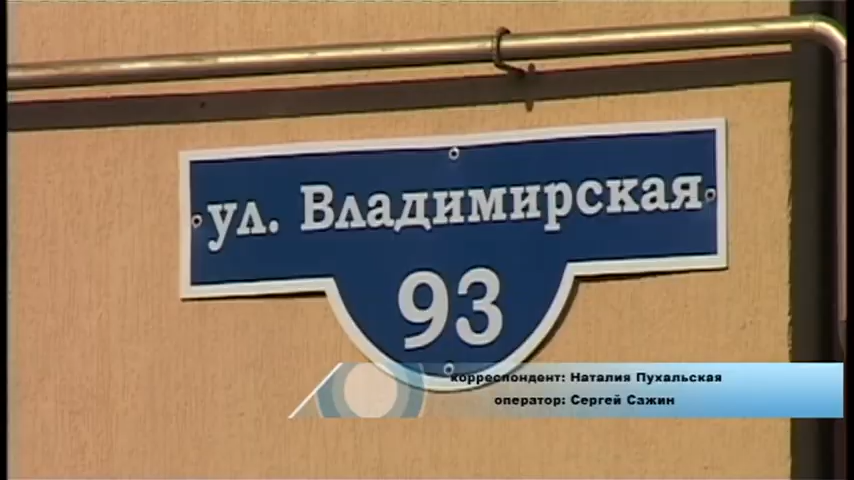 ул. Владимирская
93
корреспондент: Наталия Пухальская
оператор: Сергей Сажин